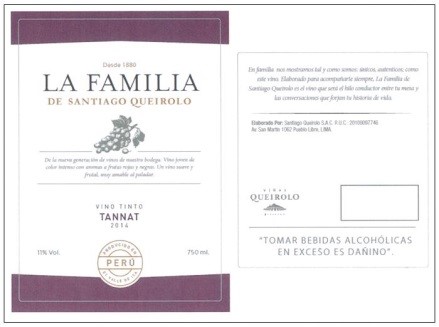 Desde 1880
LA FAMILIA
DE SANTIAGO QUEIROLO
De la nueva generación de vinos de nuestra bodega. Vino joven de
color intenso con aromas a frutas rojas y negras. Un vino suave y
frutal, muy amable al paladar.
VINO TINTO
TANNAT
2014
11% Vol.
PRODUCIDO EN
PERÚ
750 ml.
En familia nos mostramos tal y como somos: únicos, auténticos, como
este vino. Elaborado para acompañarte siempre, La Familia de
Santiago Queirolo es el vino que será el hilo conductor entre tu mesa y
las conversaciones que forjan tu historia de vida.
Elaborado Por: Santiago Queirolo S.A.C. R.U.C.:
Av. San Martín 1062 Pueblo Libre, LIMA.
VIÑAS
QUEIROLO
"TOMAR BEBIDAS ALCOHÓLICAS
EN EXCESO ES DAÑINO".